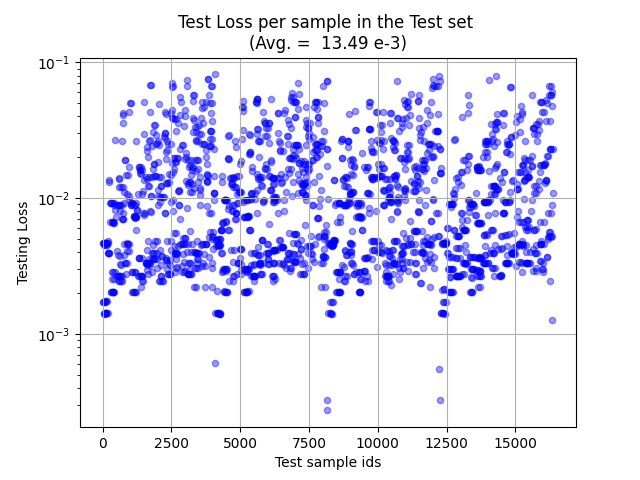 Test Loss per sample in the Test set
(Avg. =  13.49 e-3)
Testing Loss
10⁻¹
10⁻²
10⁻³
0 2500 5000 7500 10000 12500 15000
Test sample ids